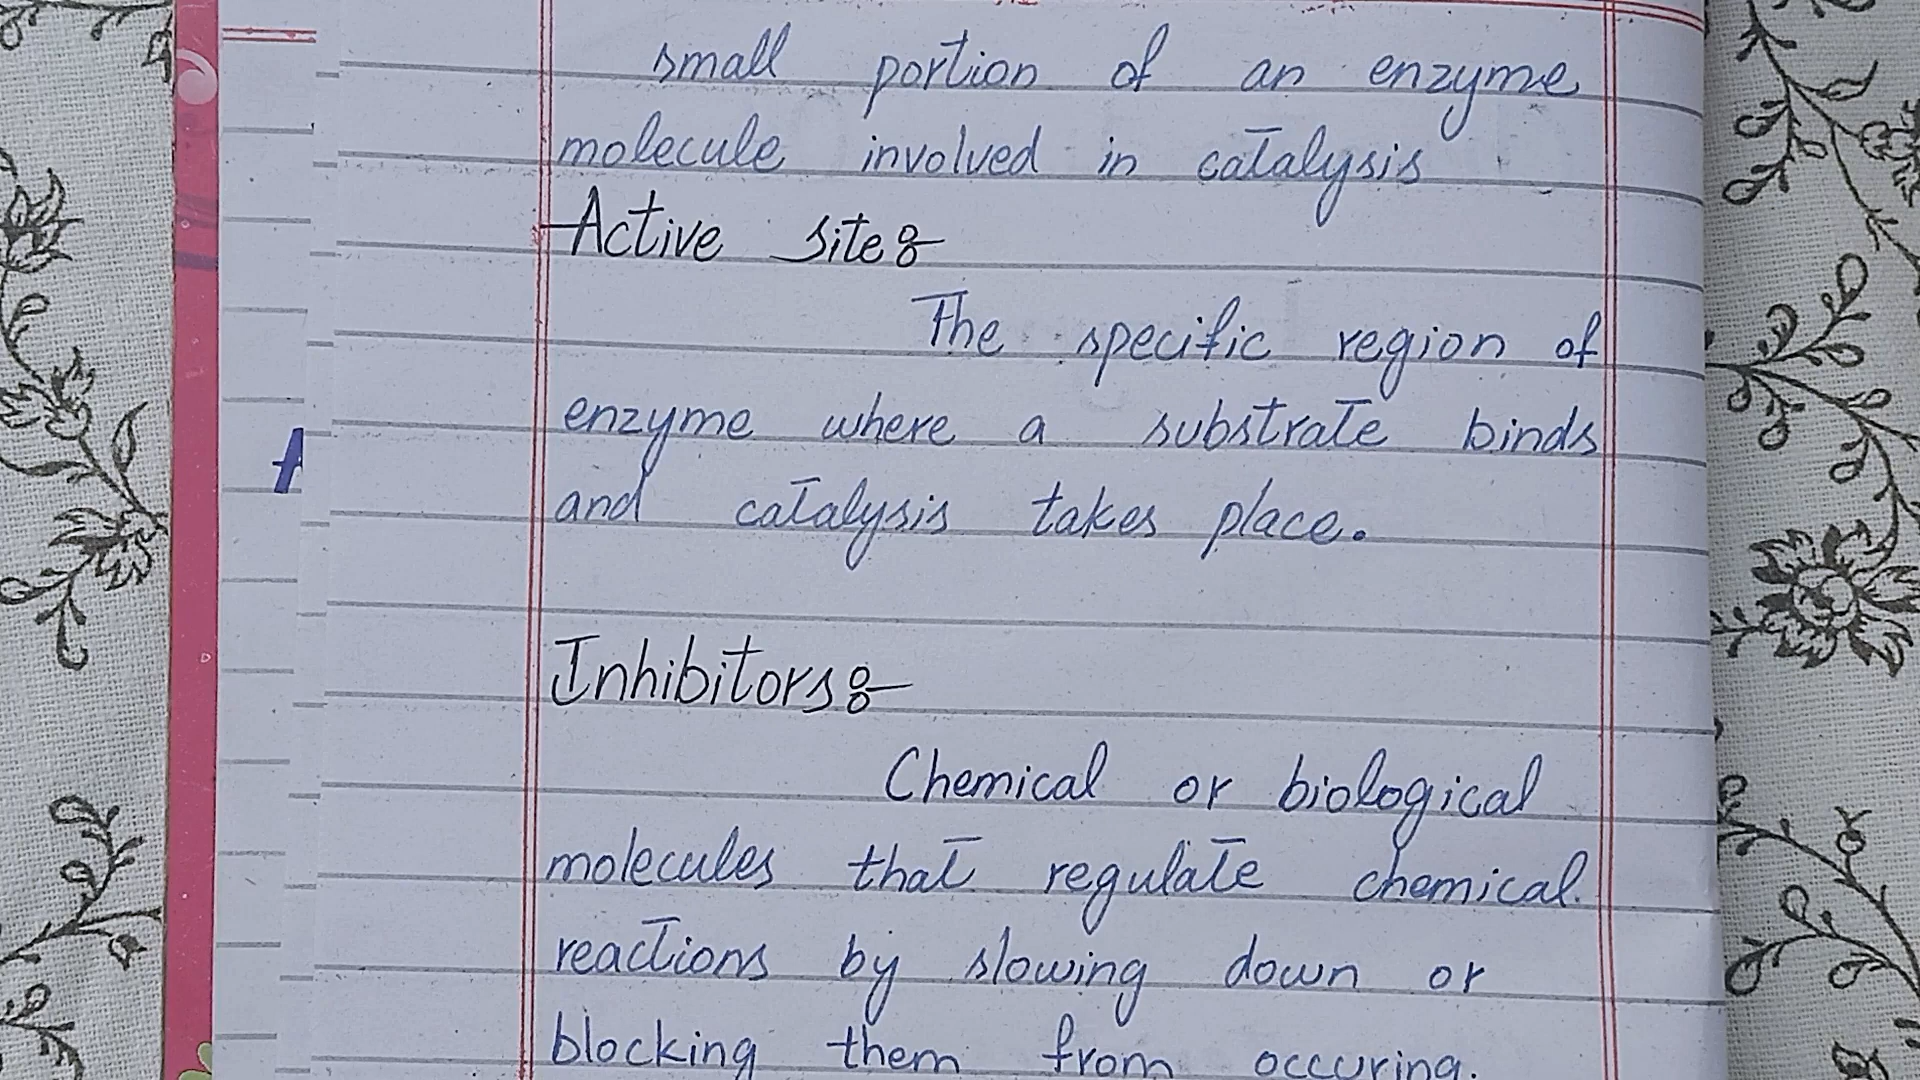 small portion of an enzyme
molecule involved in catalysis
Active site:-
The specific region of
enzyme where a substrate binds
and catalysis takes place.
Inhibitors:-
Chemical or biological
molecules that regulate chemical
reactions by slowing down or
blocking them from occuring.